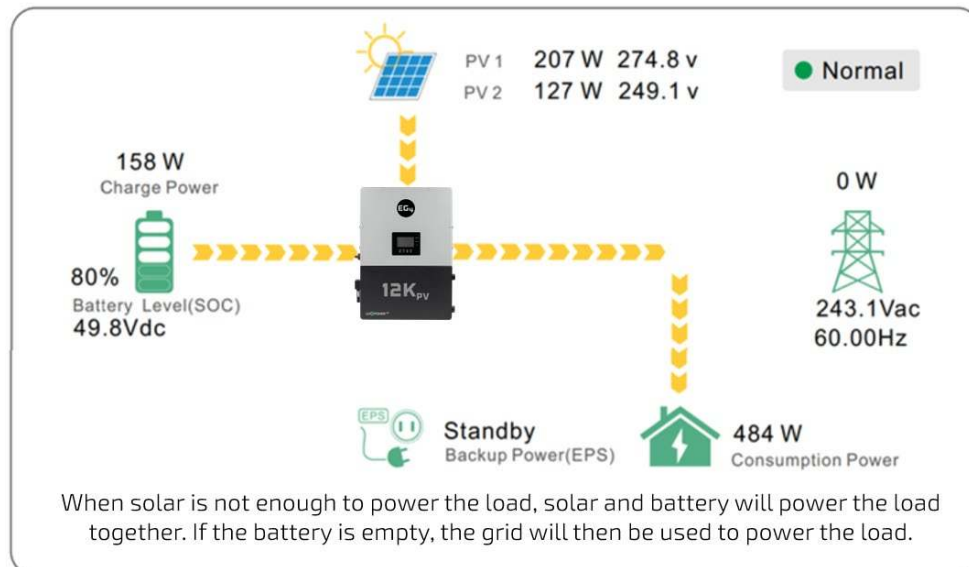 PV 1 207 W 274.8 v
PV 2 127 W 249.1 v
Normal
158 W
Charge Power
80%
Battery Level(SOC)
49.8Vdc
EG4
12K PV
0 W
243.1Vac
60.00Hz
EPS
Standby
Backup Power(EPS)
484 W
Consumption Power
When solar is not enough to power the load, solar and battery will power the load
together. If the battery is empty, the grid will then be used to power the load.